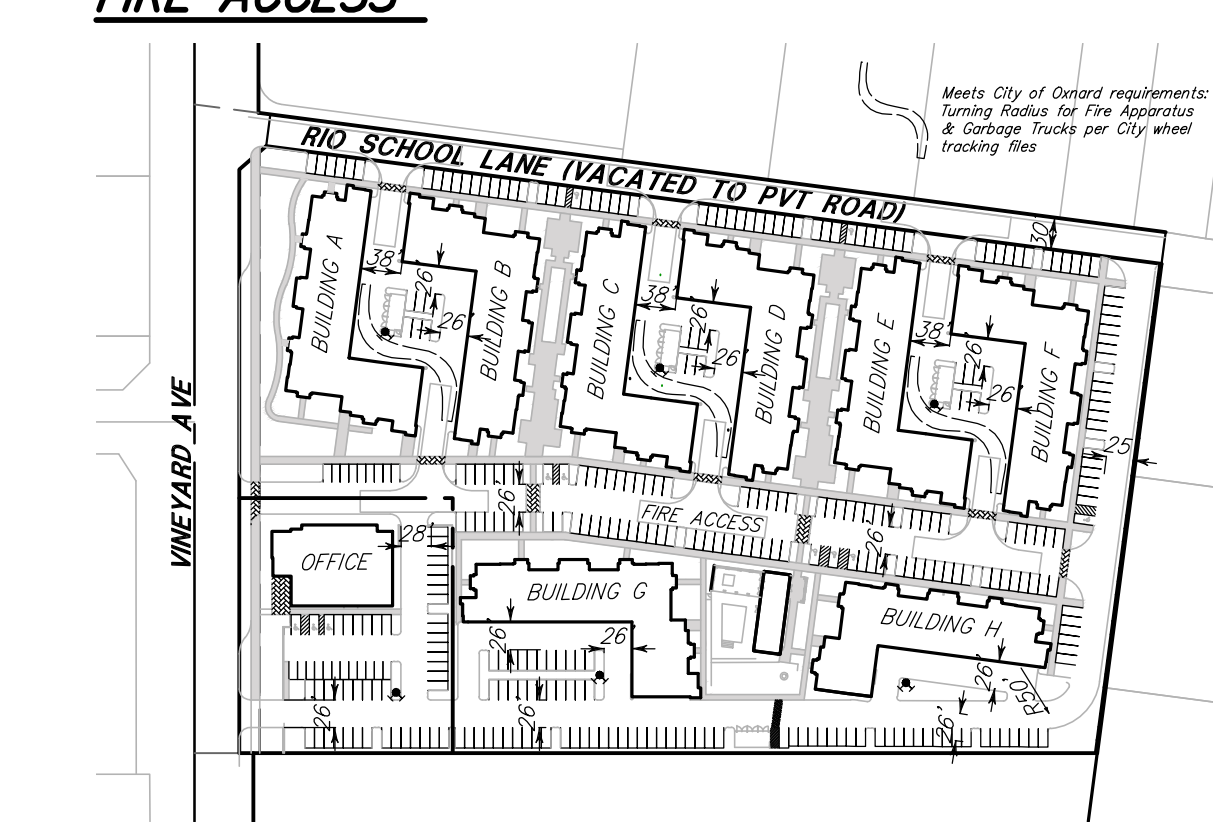 FIRE ACCESS
Meets City of Oxnard requirements:
Turning Radius for Fire Apparatus
& Garbage Trucks per City wheel
tracking files
RIO SCHOOL LANE (VACATED TO PVT ROAD)
30'
BUILDING A
38'
26'
26'
BUILDING B
BUILDING C
38'
26'
26'
BUILDING D
BUILDING E
38'
26'
26'
BUILDING F
25'
VINEYARD AVE
26'
FIRE ACCESS
26'
28'
OFFICE
BUILDING G
BUILDING H
26'
26'
26'
R50'
26'
26'
26'